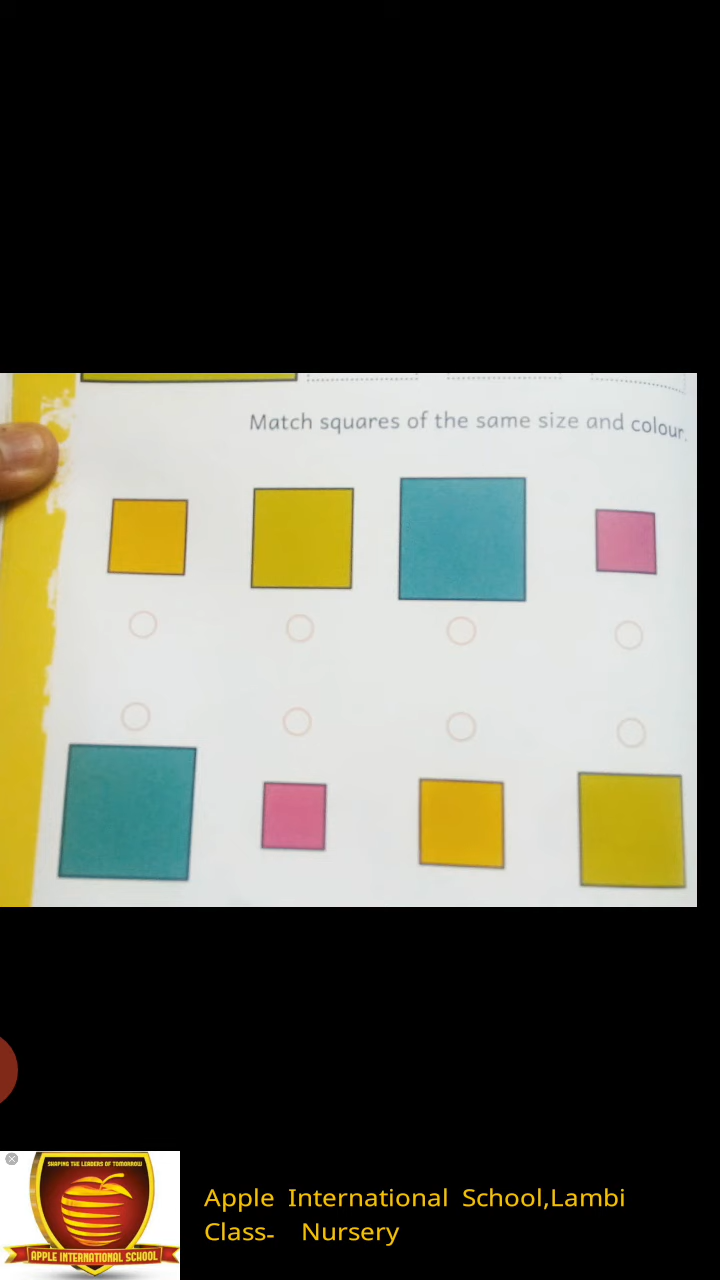 Match squares of the same size and colour.
SHAPING THE LEADERS OF TOMORROW
APPLE INTERNATIONAL SCHOOL
Apple International School,Lambi
Class- Nursery